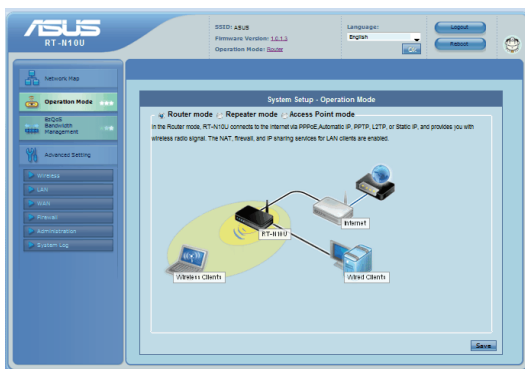 ASUS
RT-N10U
SSID: ASUS
Firmware Version: 1.0.1.3
Operation Mode: Router
Language:
English
Logout
Reboot
Network Map
Operation Mode
EzQoS
Bandwidth
Management
Advanced Setting
Wireless
LAN
WAN
Firewall
Administration
System Log
System Setup - Operation Mode
Router mode Repeater mode Access Point mode
In the Router mode, RT-N10U connects to the internet via PPPoE,Automatic IP, PPTP, L2TP, or Static IP, and provides you with
wireless radio signal. The NAT, firewall, and IP sharing services for LAN clients are enabled.
Internet
RT-N10U
Wireless Clients
Wired Clients
Save